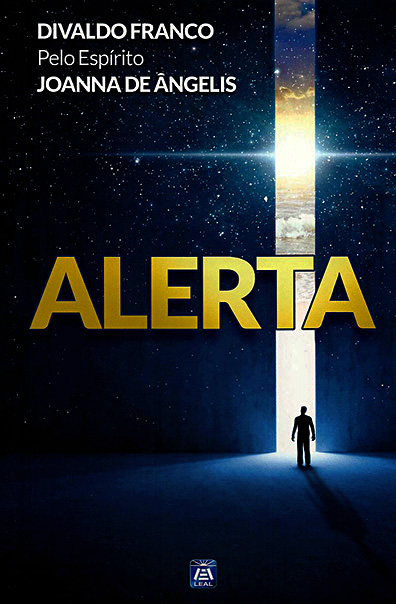 DIVALDO FRANCO
Pelo Espírito
JOANNA DE ÂNGELIS
ALERTA
LEAL